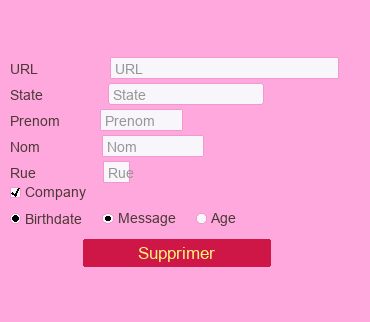 URL URL
State State
Prenom Prenom
Nom Nom
Rue Rue
Company
Birthdate Message Age
Supprimer